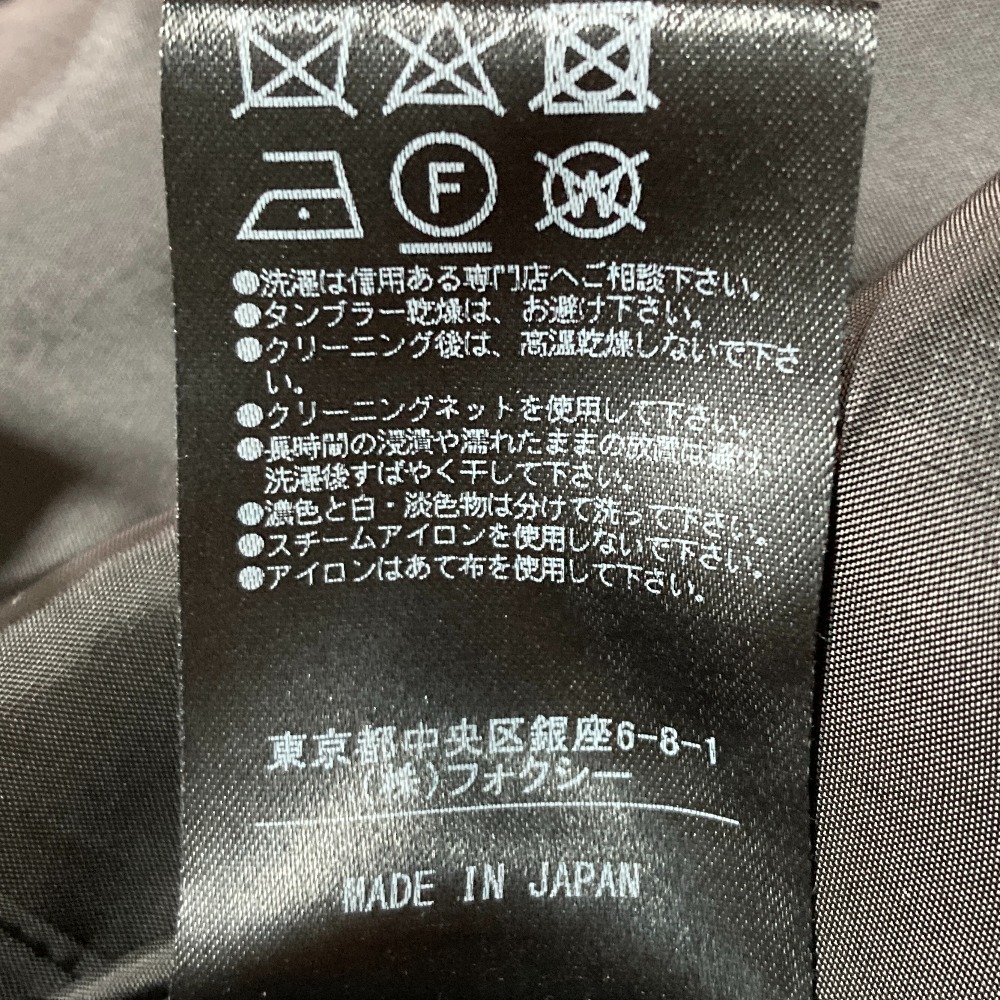 F
W
●洗濯は信用ある専門店へご相談下さい。
●タンブラー乾燥は、お避け下さい。
●クリーニング後は、高温乾燥しないで下さ
い。
●クリーニングネットを使用して下さい。
●長時間の浸漬や濡れたままの放置は避け、
洗濯後すばやく干して下さい。
●濃色と白・淡色物は分けて洗って下さい。
●スチームアイロンを使用しないで下さい。
●アイロンはあて布を使用して下さい。
東京都中央区銀座6-8-1
(株)フォクシー
MADE IN JAPAN